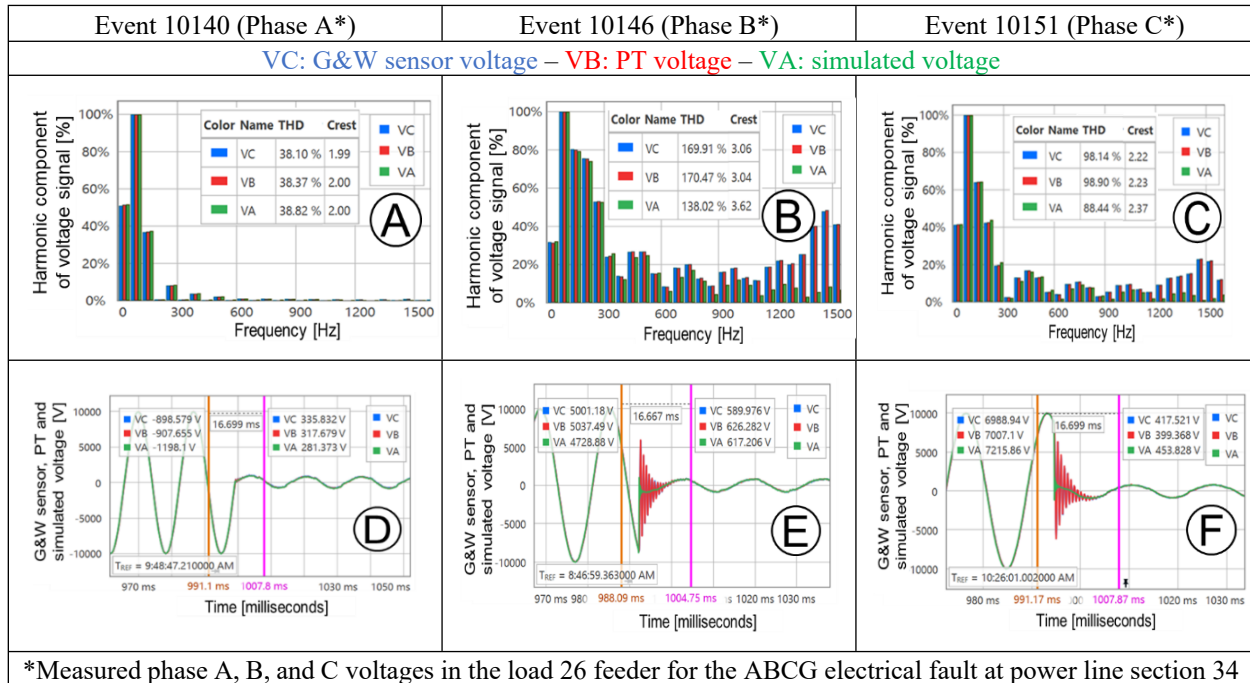 Event 10140 (Phase A*)
Event 10146 (Phase B*)
Event 10151 (Phase C*)
VC: G&W sensor voltage – VB: PT voltage – VA: simulated voltage
Harmonic component
of voltage signal [%]
100%
80%
60%
40%
20%
0%
Color Name THD Crest
VC 38.10 % 1.99
VB 38.37 % 2.00
VA 38.82 % 2.00
VC
VB
VA
A
0 300 600 900 1200 1500
Frequency [Hz]
Harmonic component
of voltage signal [%]
100%
80%
60%
40%
20%
0%
Color Name THD Crest
VC 169.91 % 3.06
VB 170.47 % 3.04
VA 138.02 % 3.62
VC
VB
VA
B
0 300 600 900 1200 1500
Frequency [Hz]
Harmonic component
of voltage signal [%]
100%
80%
60%
40%
20%
0%
Color Name THD Crest
VC 98.14 % 2.22
VB 98.90 % 2.23
VA 88.44 % 2.37
VC
VB
VA
C
0 300 600 900 1200 1500
Frequency [Hz]
G&W sensor, PT and
simulated voltage [V]
10000
5000
0
-5000
-10000
VC -898.579 V
VB -907.655 V
VA -1198.1 V
16.699 ms
VC 335.832 V
VB 317.679 V
VA 281.373 V
VC
VB
VA
D
TREF = 9:48:47.210000 AM
970 ms 991.1 ms 1007.8 ms 1030 ms 1050 ms
Time [milliseconds]
G&W sensor, PT and
simulated voltage [V]
10000
5000
0
-5000
-10000
VC 5001.18 V
VB 5037.49 V
VA 4728.88 V
16.667 ms
VC 589.976 V
VB 626.282 V
VA 617.206 V
VC
VB
VA
E
TREF = 8:46:59.363000 AM
970 ms 980 988.09 ms 1004.75 ms 1020 ms 1030 ms
Time [milliseconds]
G&W sensor, PT and
simulated voltage [V]
10000
5000
0
-5000
-10000
VC 6988.94 V
VB 7007.1 V
VA 7215.86 V
16.699 ms
VC 417.521 V
VB 399.368 V
VA 453.828 V
VC
VB
VA
F
TREF = 10:26:01.002000 AM
980 ms 991.17 ms 1007.87 ms 1020 ms 1030 ms
Time [milliseconds]
*Measured phase A, B, and C voltages in the load 26 feeder for the ABCG electrical fault at power line section 34